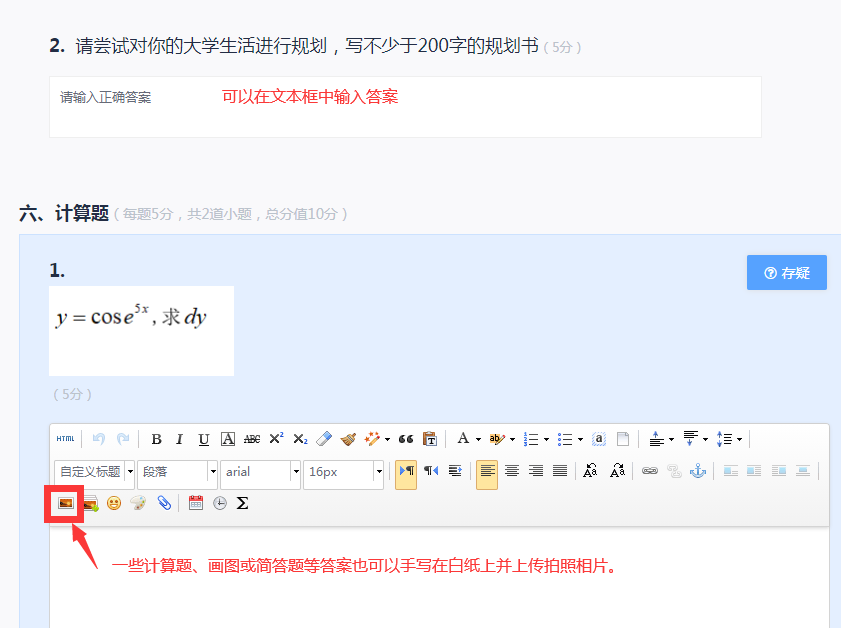 2. 请尝试对你的大学生活进行规划，写不少于200字的规划书（5分）
请输入正确答案 可以在文本框中输入答案
六、计算题（每题5分，共2道小题，总分值10分）
1.
存疑
y = cos e^{5x}, 求 dy
（5分）
HTML B I U A ABC X² X₂ T A ab a
自定义标题 段落 arial 16px
Σ
一些计算题、画图或简答题等答案也可以手写在白纸上并上传拍照相片。